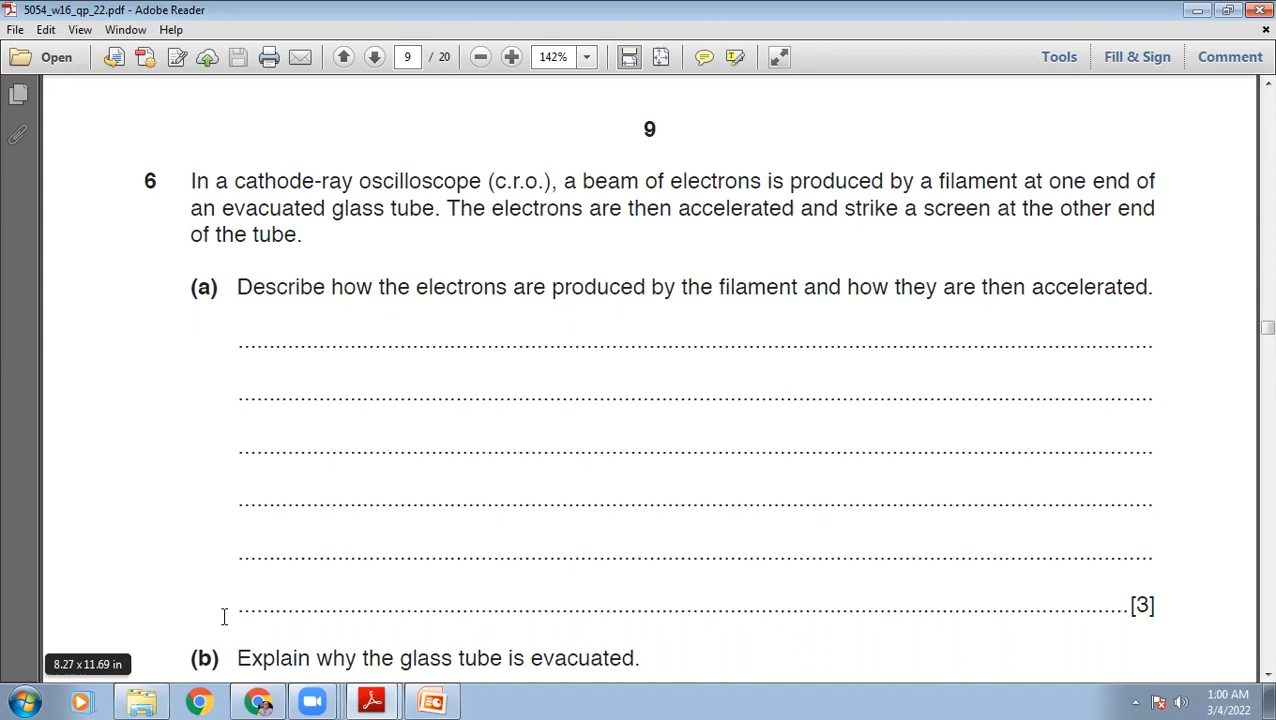 5054_w16_qp_22.pdf - Adobe Reader
File Edit View Window Help
Open 9 / 20 142% Tools Fill & Sign Comment
9
6 In a cathode-ray oscilloscope (c.r.o.), a beam of electrons is produced by a filament at one end of
an evacuated glass tube. The electrons are then accelerated and strike a screen at the other end
of the tube.
(a) Describe how the electrons are produced by the filament and how they are then accelerated.
..........................................................................................
..........................................................................................
..........................................................................................
..........................................................................................
..........................................................................................
..........................................................................................[3]
(b) Explain why the glass tube is evacuated.
8.27 x 11.69 in
1:00 AM
3/4/2022